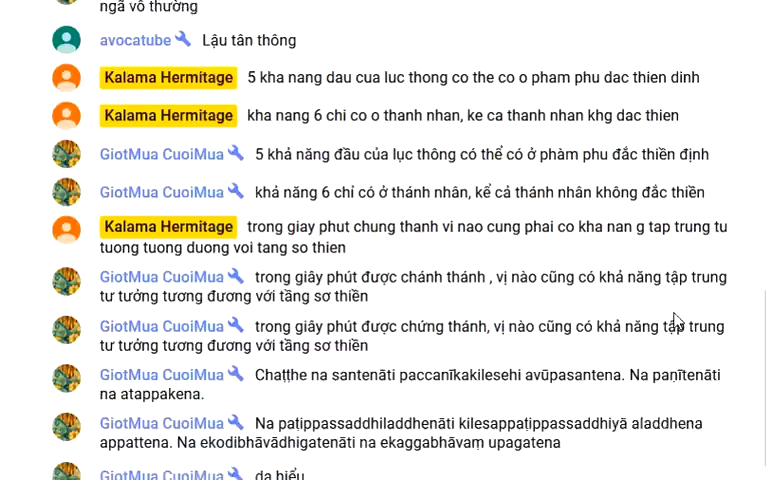 ngã vô thường
avocatube Lậu tân thông
Kalama Hermitage 5 kha nang dau cua luc thong co the co o pham phu dac thien dinh
Kalama Hermitage kha nang 6 chi co o thanh nhan, ke ca thanh nhan khg dac thien
GiotMua CuoiMua 5 khả năng đầu của lục thông có thể có ở phàm phu đắc thiền định
GiotMua CuoiMua khả năng 6 chỉ có ở thánh nhân, kể cả thánh nhân không đắc thiền
Kalama Hermitage trong giay phut chung thanh vi nao cung phai co kha nan g tap trung tu
tuong tuong duong voi tang so thien
GiotMua CuoiMua trong giây phút được chánh thánh , vị nào cũng có khả năng tập trung
tư tưởng tương đương với tầng sơ thiền
GiotMua CuoiMua trong giây phút được chứng thánh, vị nào cũng có khả năng tập trung
tư tưởng tương đương với tầng sơ thiền
GiotMua CuoiMua Chaṭṭhe na santenāti paccanīkakilesehi avūpasantena. Na paṇītenāti
na atappakena.
GiotMua CuoiMua Na paṭippassaddhiladdhenāti kilesappaṭippassaddhiyā aladdhena
appattena. Na ekodibhāvādhigatenāti na ekaggabhāvaṃ upagatena
GiotMua CuoiMua da hiểu